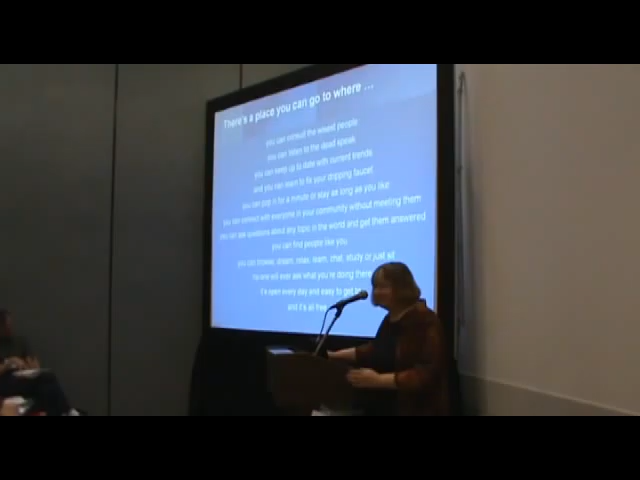 There's a place you can go to where ...
you can consult the wisest people
you can listen to the dead speak
you can keep up to date with current trends
and you can learn to fix your dripping faucet
you can pop in for a minute or stay as long as you like
you can connect with everyone in your community without meeting them
you can ask questions about any topic in the world and get them answered
you can find people like you
you can browse, dream, relax, learn, chat, study or just sit
no-one will ever ask what you're doing there
it's open every day and easy to get to
and it's all free